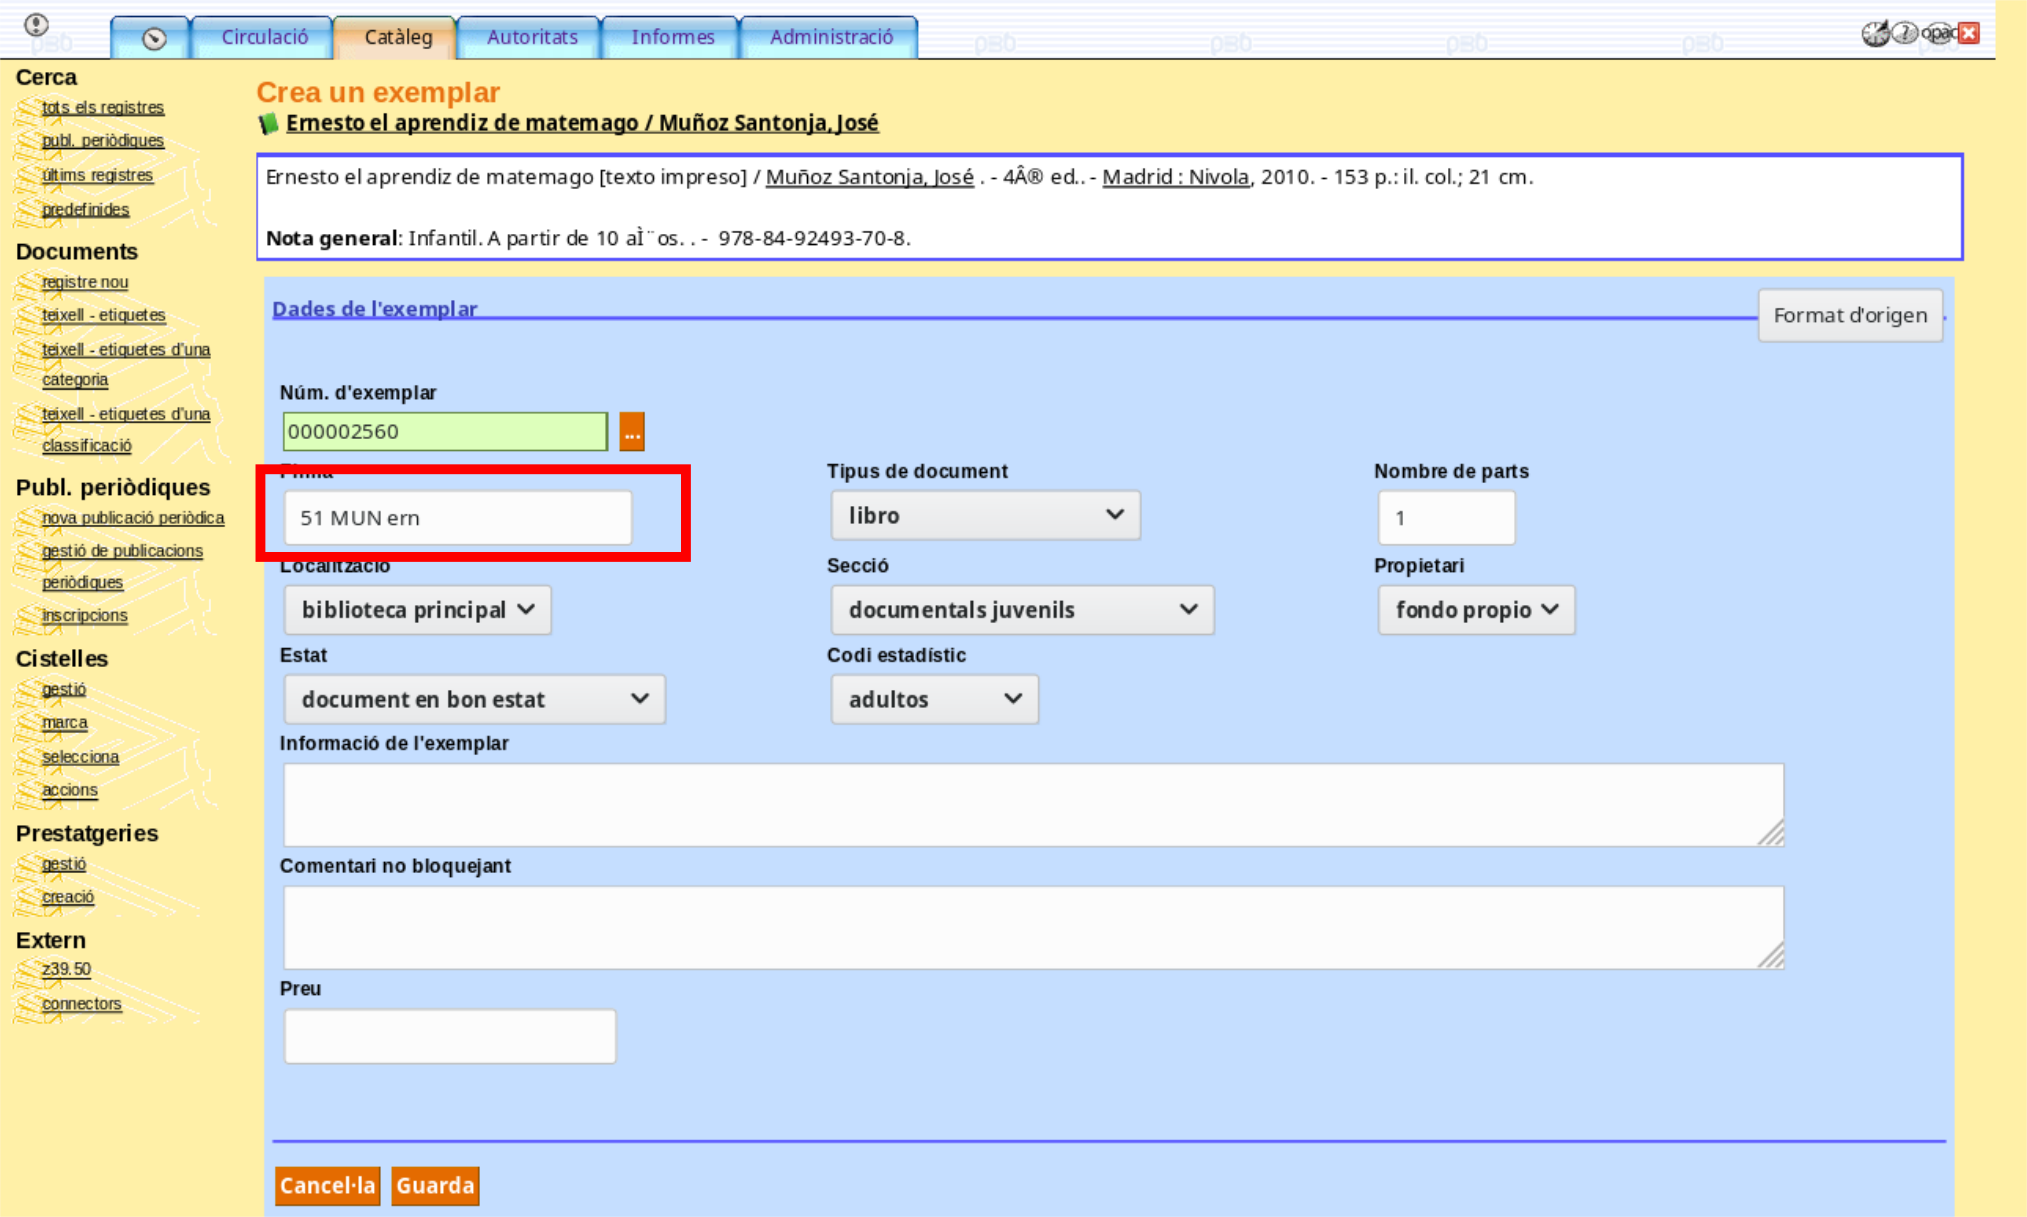 Circulació Catàleg Autoritats Informes Administració opac
Cerca
tots els registres
publ. periòdiques
últims registres
predefinides
Documents
registre nou
teixell - etiquetes
teixell - etiquetes d'una
categoria
teixell - etiquetes d'una
classificació
Publ. periòdiques
nova publicació periòdica
gestió de publicacions
periòdiques
inscripcions
Cistelles
gestió
marca
selecciona
accions
Prestatgeries
gestió
creació
Extern
z39.50
connectors
Crea un exemplar
Ernesto el aprendiz de matemago / Muñoz Santonja, José
Ernesto el aprendiz de matemago [texto impreso] / Muñoz Santonja, José . - 4Â® ed.. - Madrid : Nivola, 2010. - 153 p.: il. col.; 21 cm.
Nota general: Infantil. A partir de 10 aÌ¨os. . - 978-84-92493-70-8.
Dades de l'exemplar
Format d'origen
Núm. d'exemplar
000002560 ...
Tipus de document Nombre de parts
51 MUN ern libro 1
Localització Secció Propietari
biblioteca principal documentals juvenils fondo propio
Estat Codi estadístic
document en bon estat adultos
Informació de l'exemplar
Comentari no bloquejant
Preu
Cancel·la Guarda